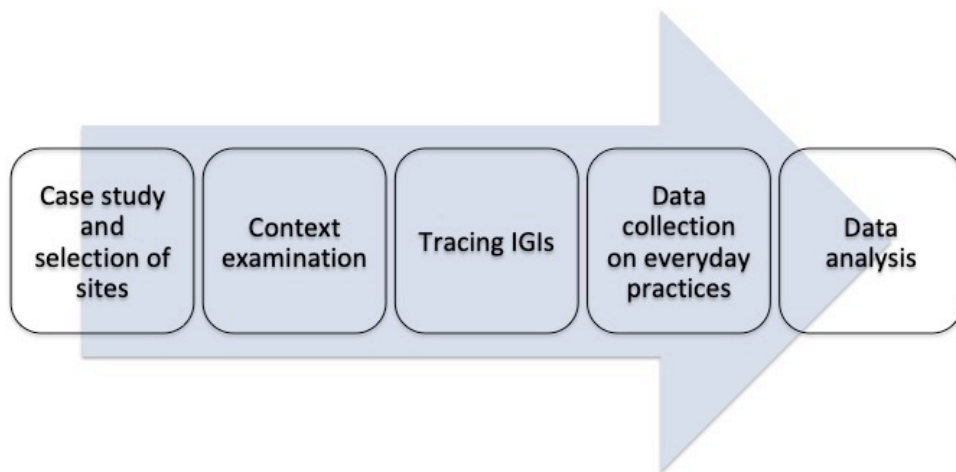 Case study
and
selection of
sites
Context
examination
Tracing IGIs
Data
collection
on everyday
practices
Data
analysis